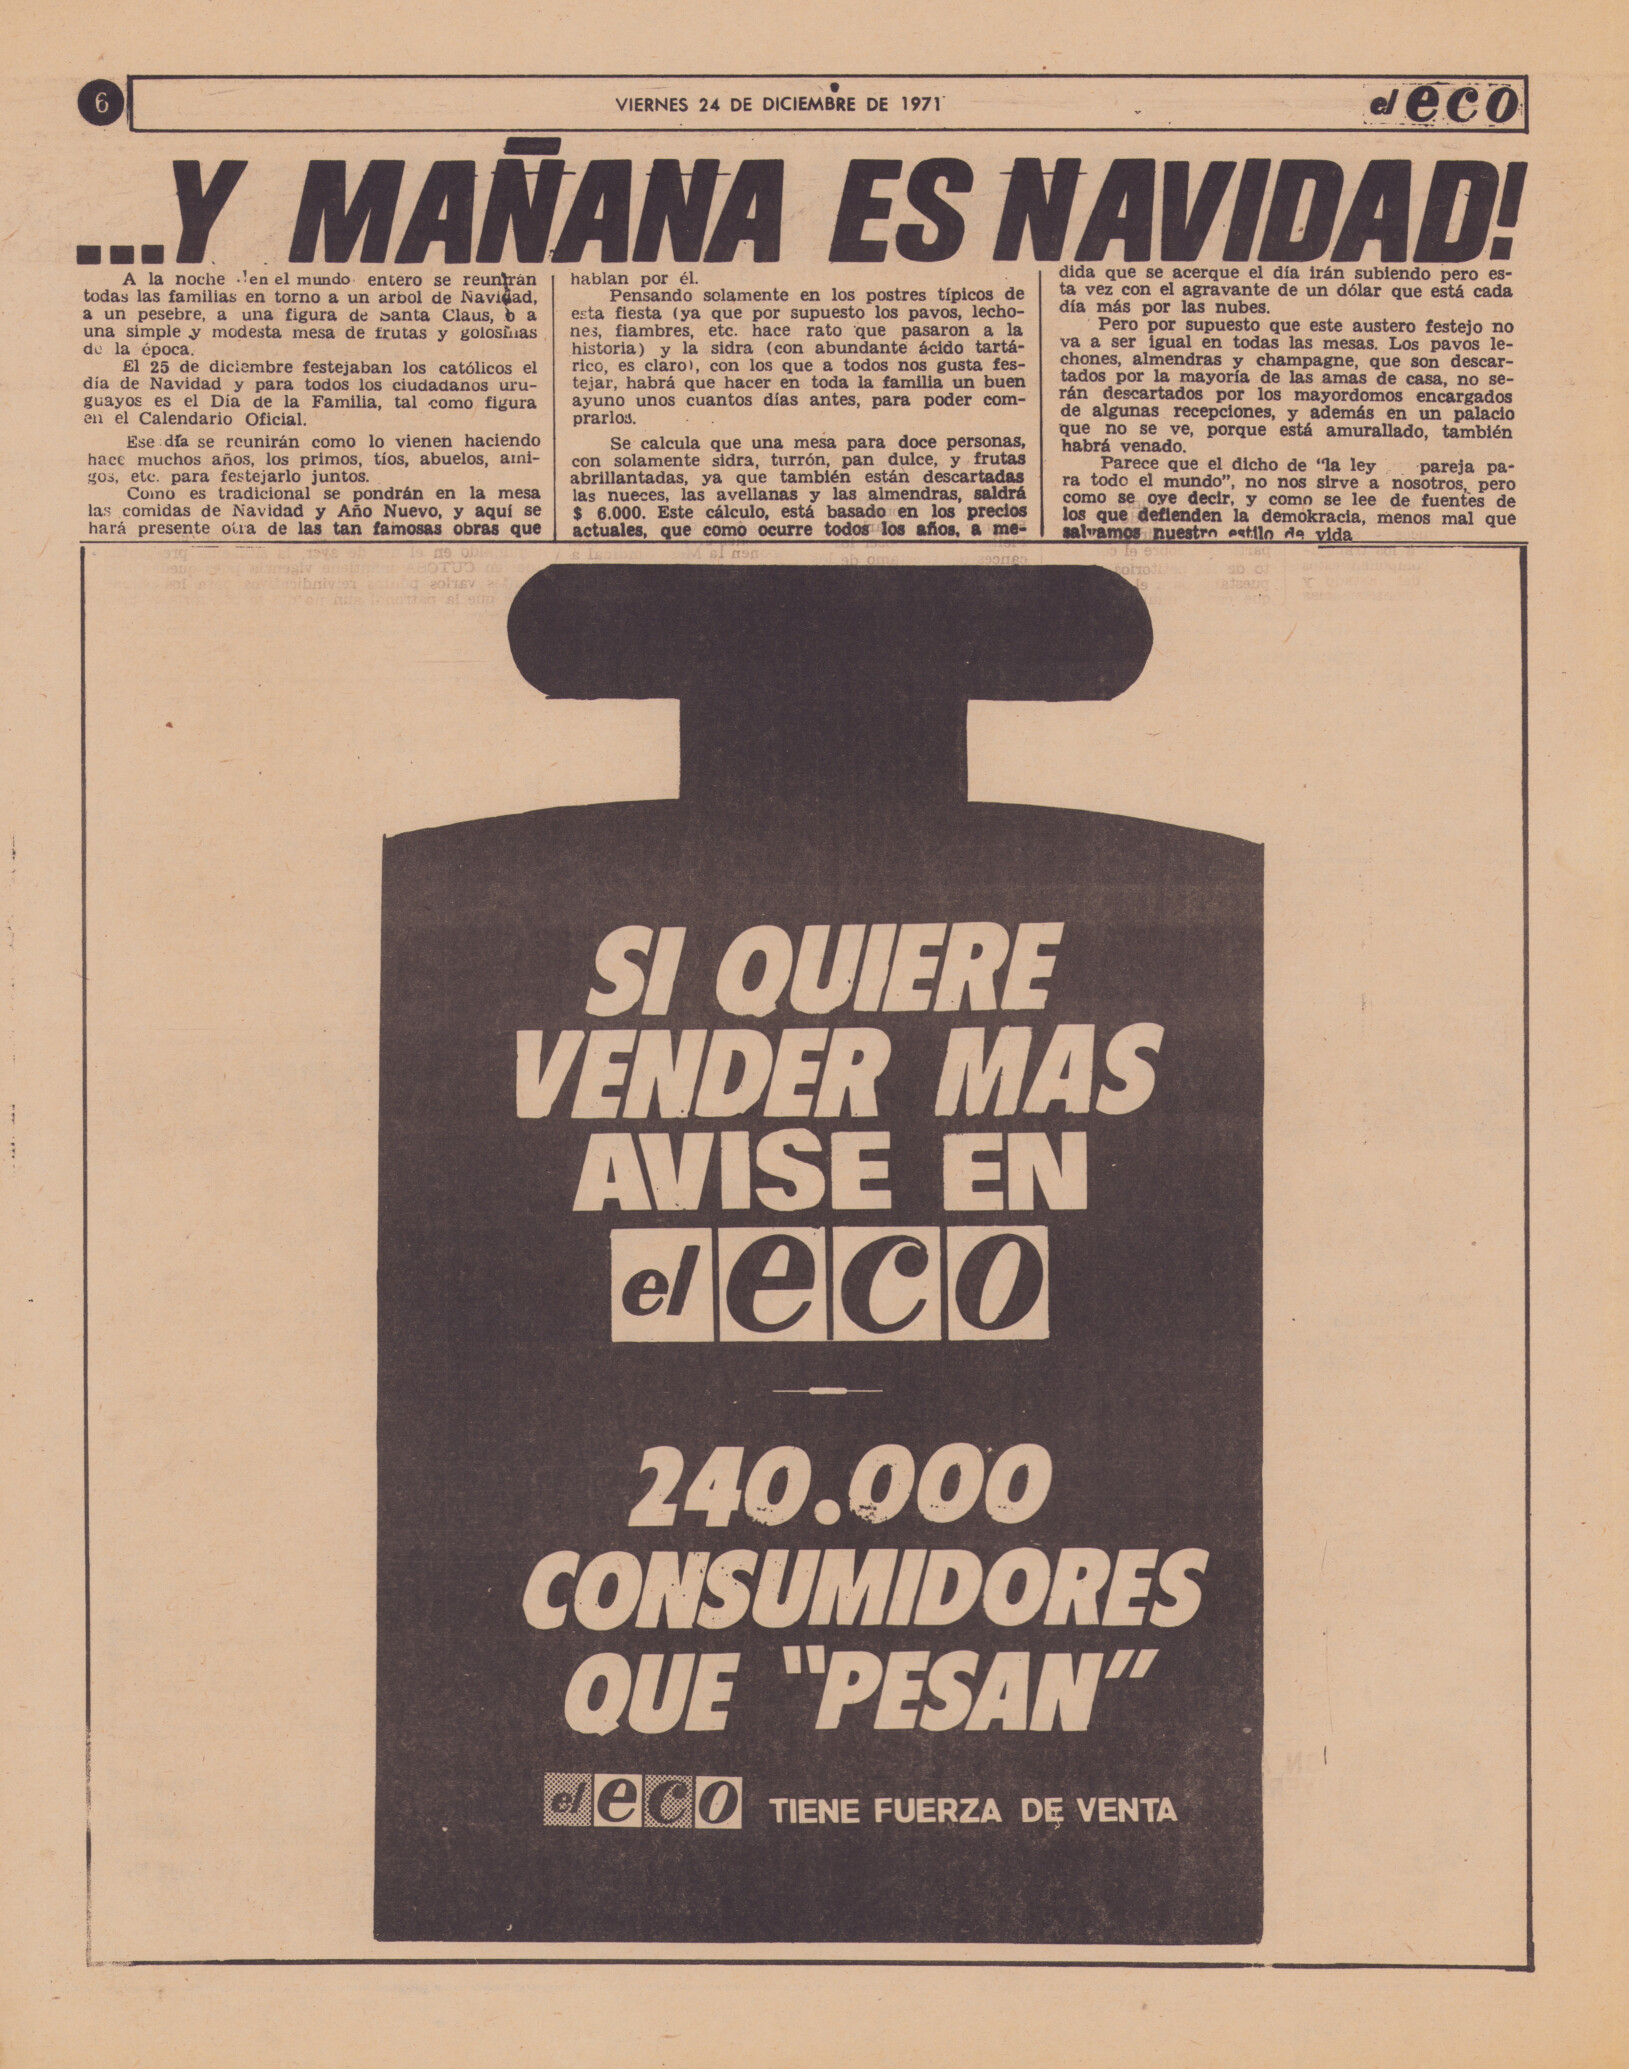 6
VIERNES 24 DE DICIEMBRE DE 1971
el eco
...Y MAÑANA ES NAVIDAD!
A la noche en el mundo entero se reunirán
todas las familias en torno a un arbol de Navidad,
a un pesebre, a una figura de Santa Claus, o a
una simple y modesta mesa de frutas y golosinas
de la época.
El 25 de diciembre festejaban los católicos el
día de Navidad y para todos los ciudadanos uru-
guayos es el Día de la Familia, tal como figura
en el Calendario Oficial.
Ese día se reunirán como lo vienen haciendo
hace muchos años, los primos, tíos, abuelos, ami-
gos, etc. para festejarlo juntos.
Como es tradicional se pondrán en la mesa
las comidas de Navidad y Año Nuevo, y aquí se
hará presente otra de las tan famosas obras que
hablan por él.
Pensando solamente en los postres típicos de
esta fiesta (ya que por supuesto los pavos, lecho-
nes, fiambres, etc. hace rato que pasaron a la
historia) y la sidra (con abundante ácido tartá-
rico, es claro), con los que a todos nos gusta fes-
tejar, habrá que hacer en toda la familia un buen
ayuno unos cuantos días antes, para poder com-
prarlos.
Se calcula que una mesa para doce personas,
con solamente sidra, turrón, pan dulce, y frutas
abrillantadas, ya que también están descartadas
las nueces, las avellanas y las almendras, saldrá
$ 6.000. Este cálculo, está basado en los precios
actuales, que como ocurre todos los años, a me-
dida que se acerque el día irán subiendo pero es-
ta vez con el agravante de un dólar que está cada
día más por las nubes.
Pero por supuesto que este austero festejo no
va a ser igual en todas las mesas. Los pavos le-
chones, almendras y champagne, que son descar-
tados por la mayoría de las amas de casa, no se-
rán descartados por los mayordomos encargados
de algunas recepciones, y además en un palacio
que no se ve, porque está amurallado, también
habrá venado.
Parece que el dicho de "la ley pareja pa-
ra todo el mundo", no nos sirve a nosotros, pero
como se oye decir, y como se lee de fuentes de
los que defienden la demokracia, menos mal que
salvamos nuestro estilo de vida
SI QUIERE
VENDER MAS
AVISE EN
el eco
240.000
CONSUMIDORES
QUE "PESAN"
el eco TIENE FUERZA DE VENTA